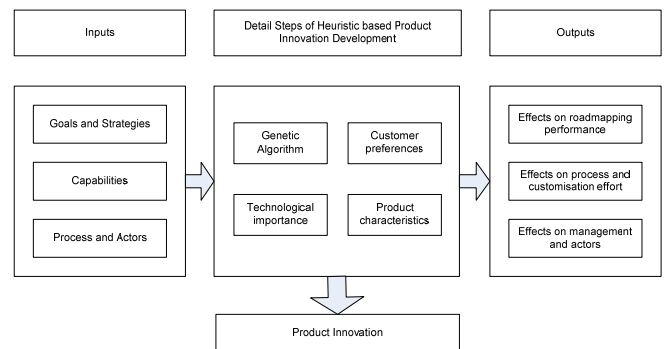 Inputs
Detail Steps of Heuristic based Product
Innovation Development
Outputs
Goals and Strategies
Capabilities
Process and Actors
Genetic
Algorithm
Customer
preferences
Technological
importance
Product
characteristics
Effects on roadmapping
performance
Effects on process and
customisation effort
Effects on management
and actors
Product Innovation